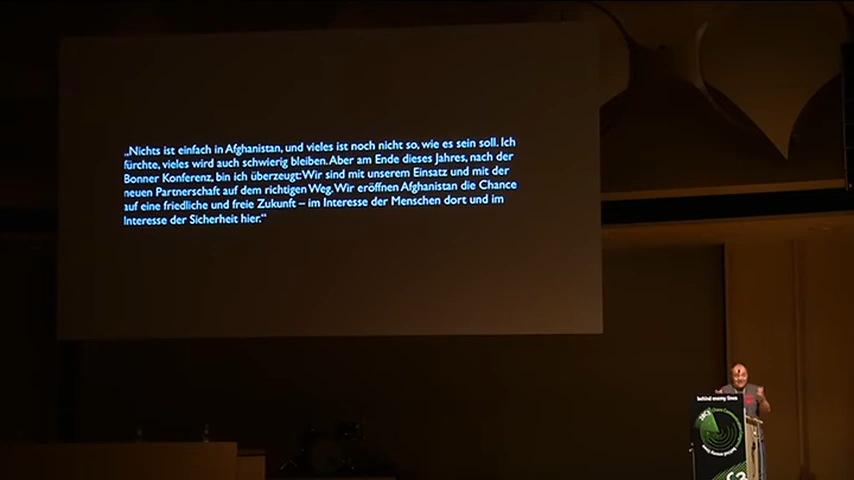 „Nichts ist einfach in Afghanistan, und vieles ist noch nicht so, wie es sein soll. Ich
fürchte, vieles wird auch schwierig bleiben. Aber am Ende dieses Jahres, nach der
Bonner Konferenz, bin ich überzeugt: Wir sind mit unserem Einsatz und mit der
neuen Partnerschaft auf dem richtigen Weg. Wir eröffnen Afghanistan die Chance
auf eine friedliche und freie Zukunft – im Interesse der Menschen dort und im
Interesse der Sicherheit hier.“
behind enemy lines
28C3